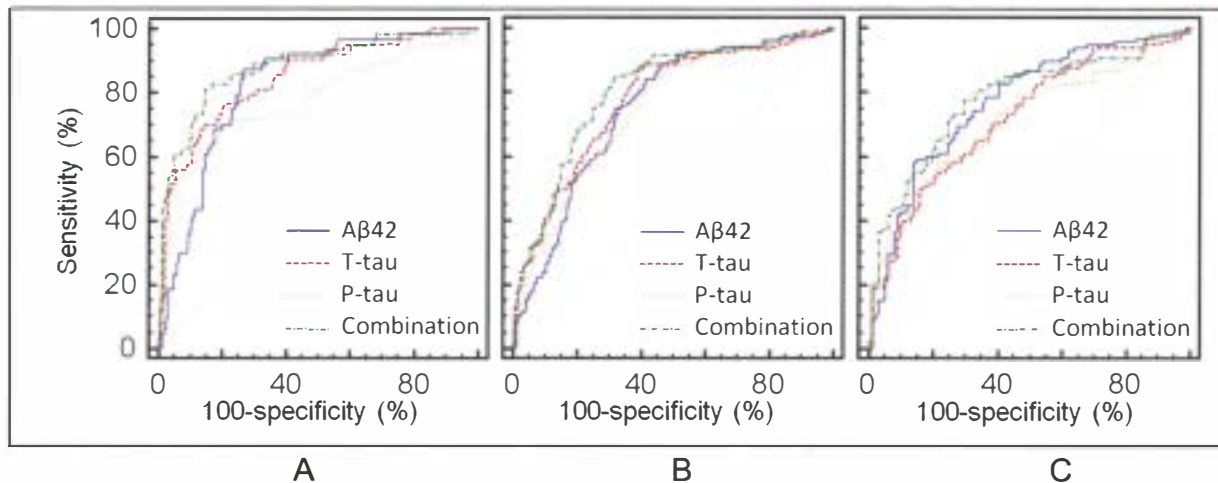 Sensitivity (%)
100
80
60
40
20
0
Aβ42
T-tau
P-tau
Combination
0 40 80
100-specificity (%)
Aβ42
T-tau
P-tau
Combination
0 40 80
100-specificity (%)
Aβ42
T-tau
P-tau
Combination
0 40 80
100-specificity (%)
A
B
C